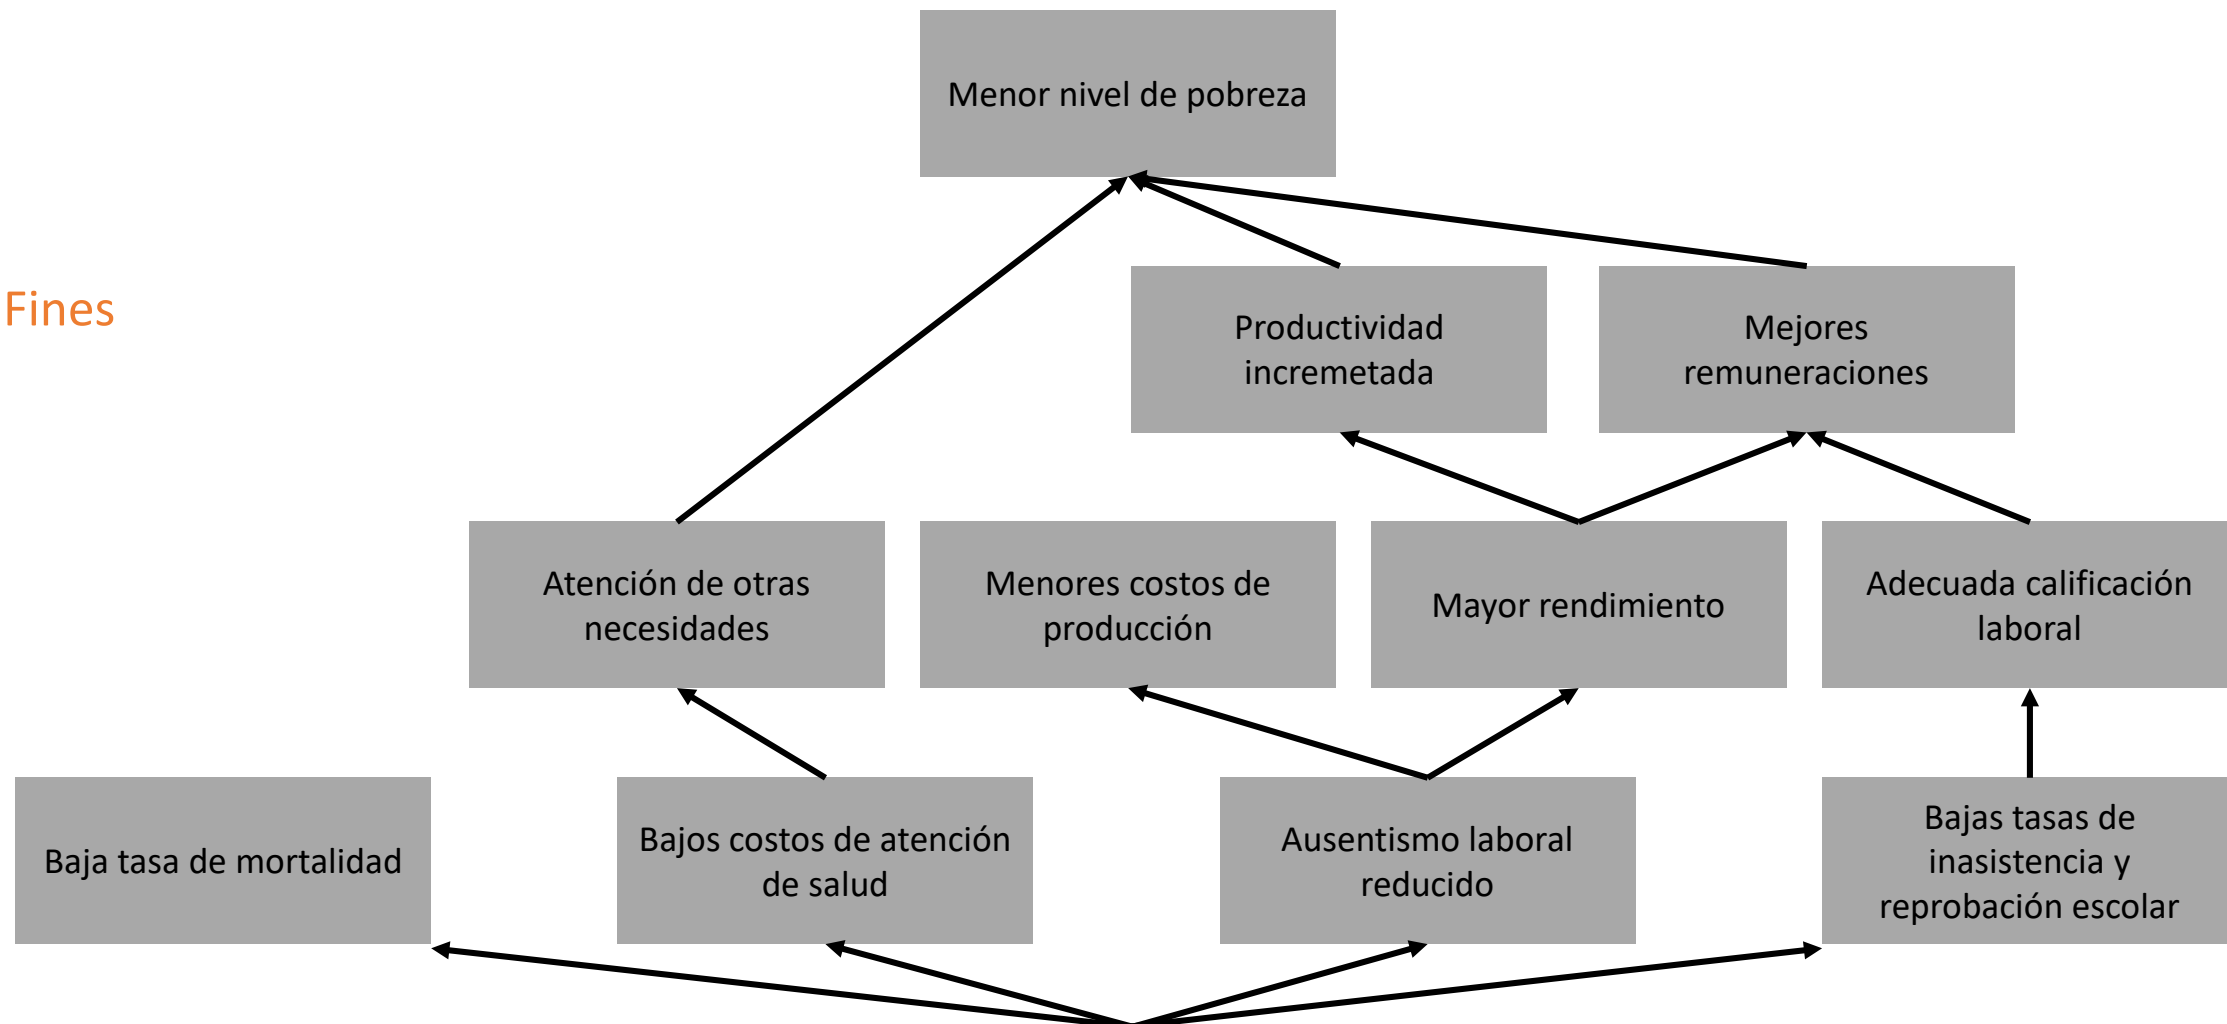 Menor nivel de pobreza
Fines
Productividad
incremetada
Mejores
remuneraciones
Atención de otras
necesidades
Menores costos de
producción
Mayor rendimiento
Adecuada calificación
laboral
Baja tasa de mortalidad
Bajos costos de atención
de salud
Ausentismo laboral
reducido
Bajas tasas de
inasistencia y
reprobación escolar